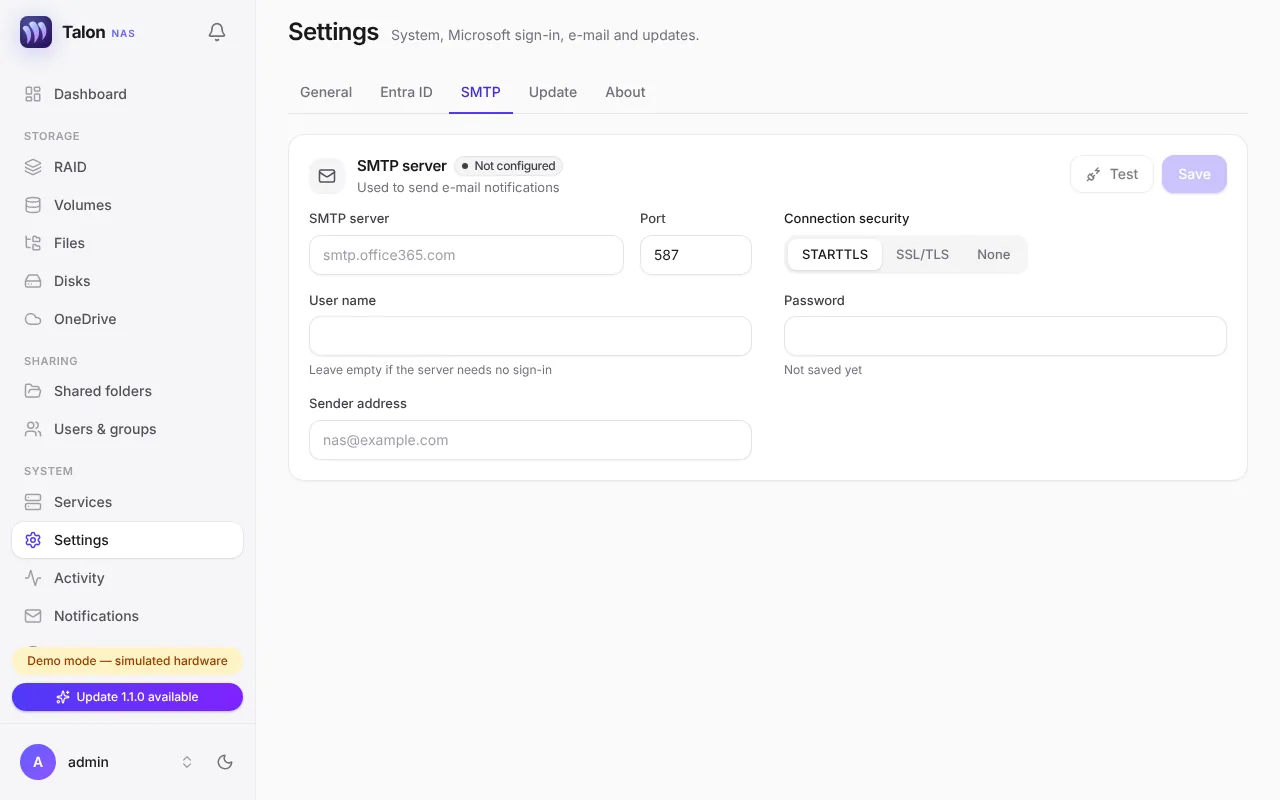 Talon NAS
Dashboard
STORAGE
RAID
Volumes
Files
Disks
OneDrive
SHARING
Shared folders
Users & groups
SYSTEM
Services
Settings
Activity
Notifications
Demo mode — simulated hardware
Update 1.1.0 available
A admin
Settings System, Microsoft sign-in, e-mail and updates.
General Entra ID SMTP Update About
SMTP server Not configured
Used to send e-mail notifications
Test Save
SMTP server Port Connection security
smtp.office365.com 587 STARTTLS SSL/TLS None
User name Password
Leave empty if the server needs no sign-in Not saved yet
Sender address
nas@example.com